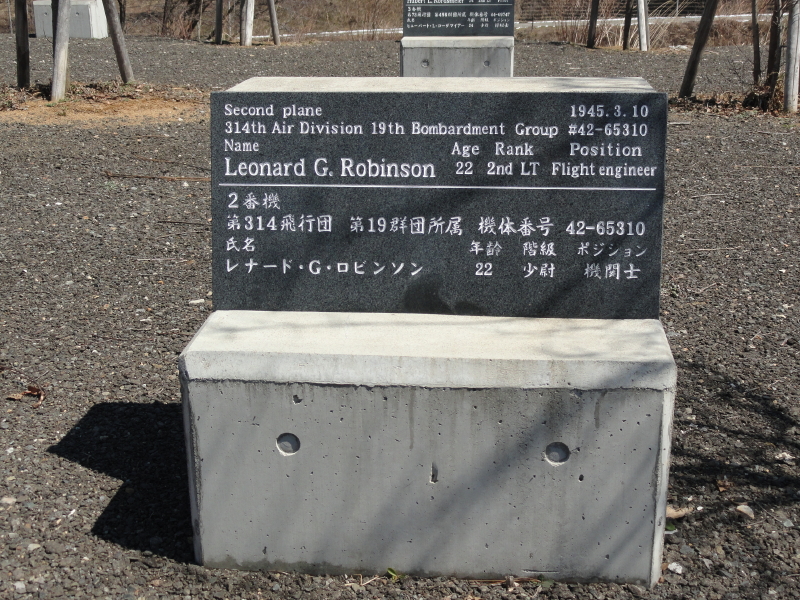 Hubert L. Kordsmeier
Second plane 1945.3.10
314th Air Division 19th Bombardment Group #42-65310
Name Age Rank Position
Leonard G. Robinson 22 2nd LT Flight engineer
2番機
第314飛行団 第19群団所属 機体番号 42-65310
氏名 年齢 階級 ポジション
レナード・G・ロビンソン 22 少尉 機関士